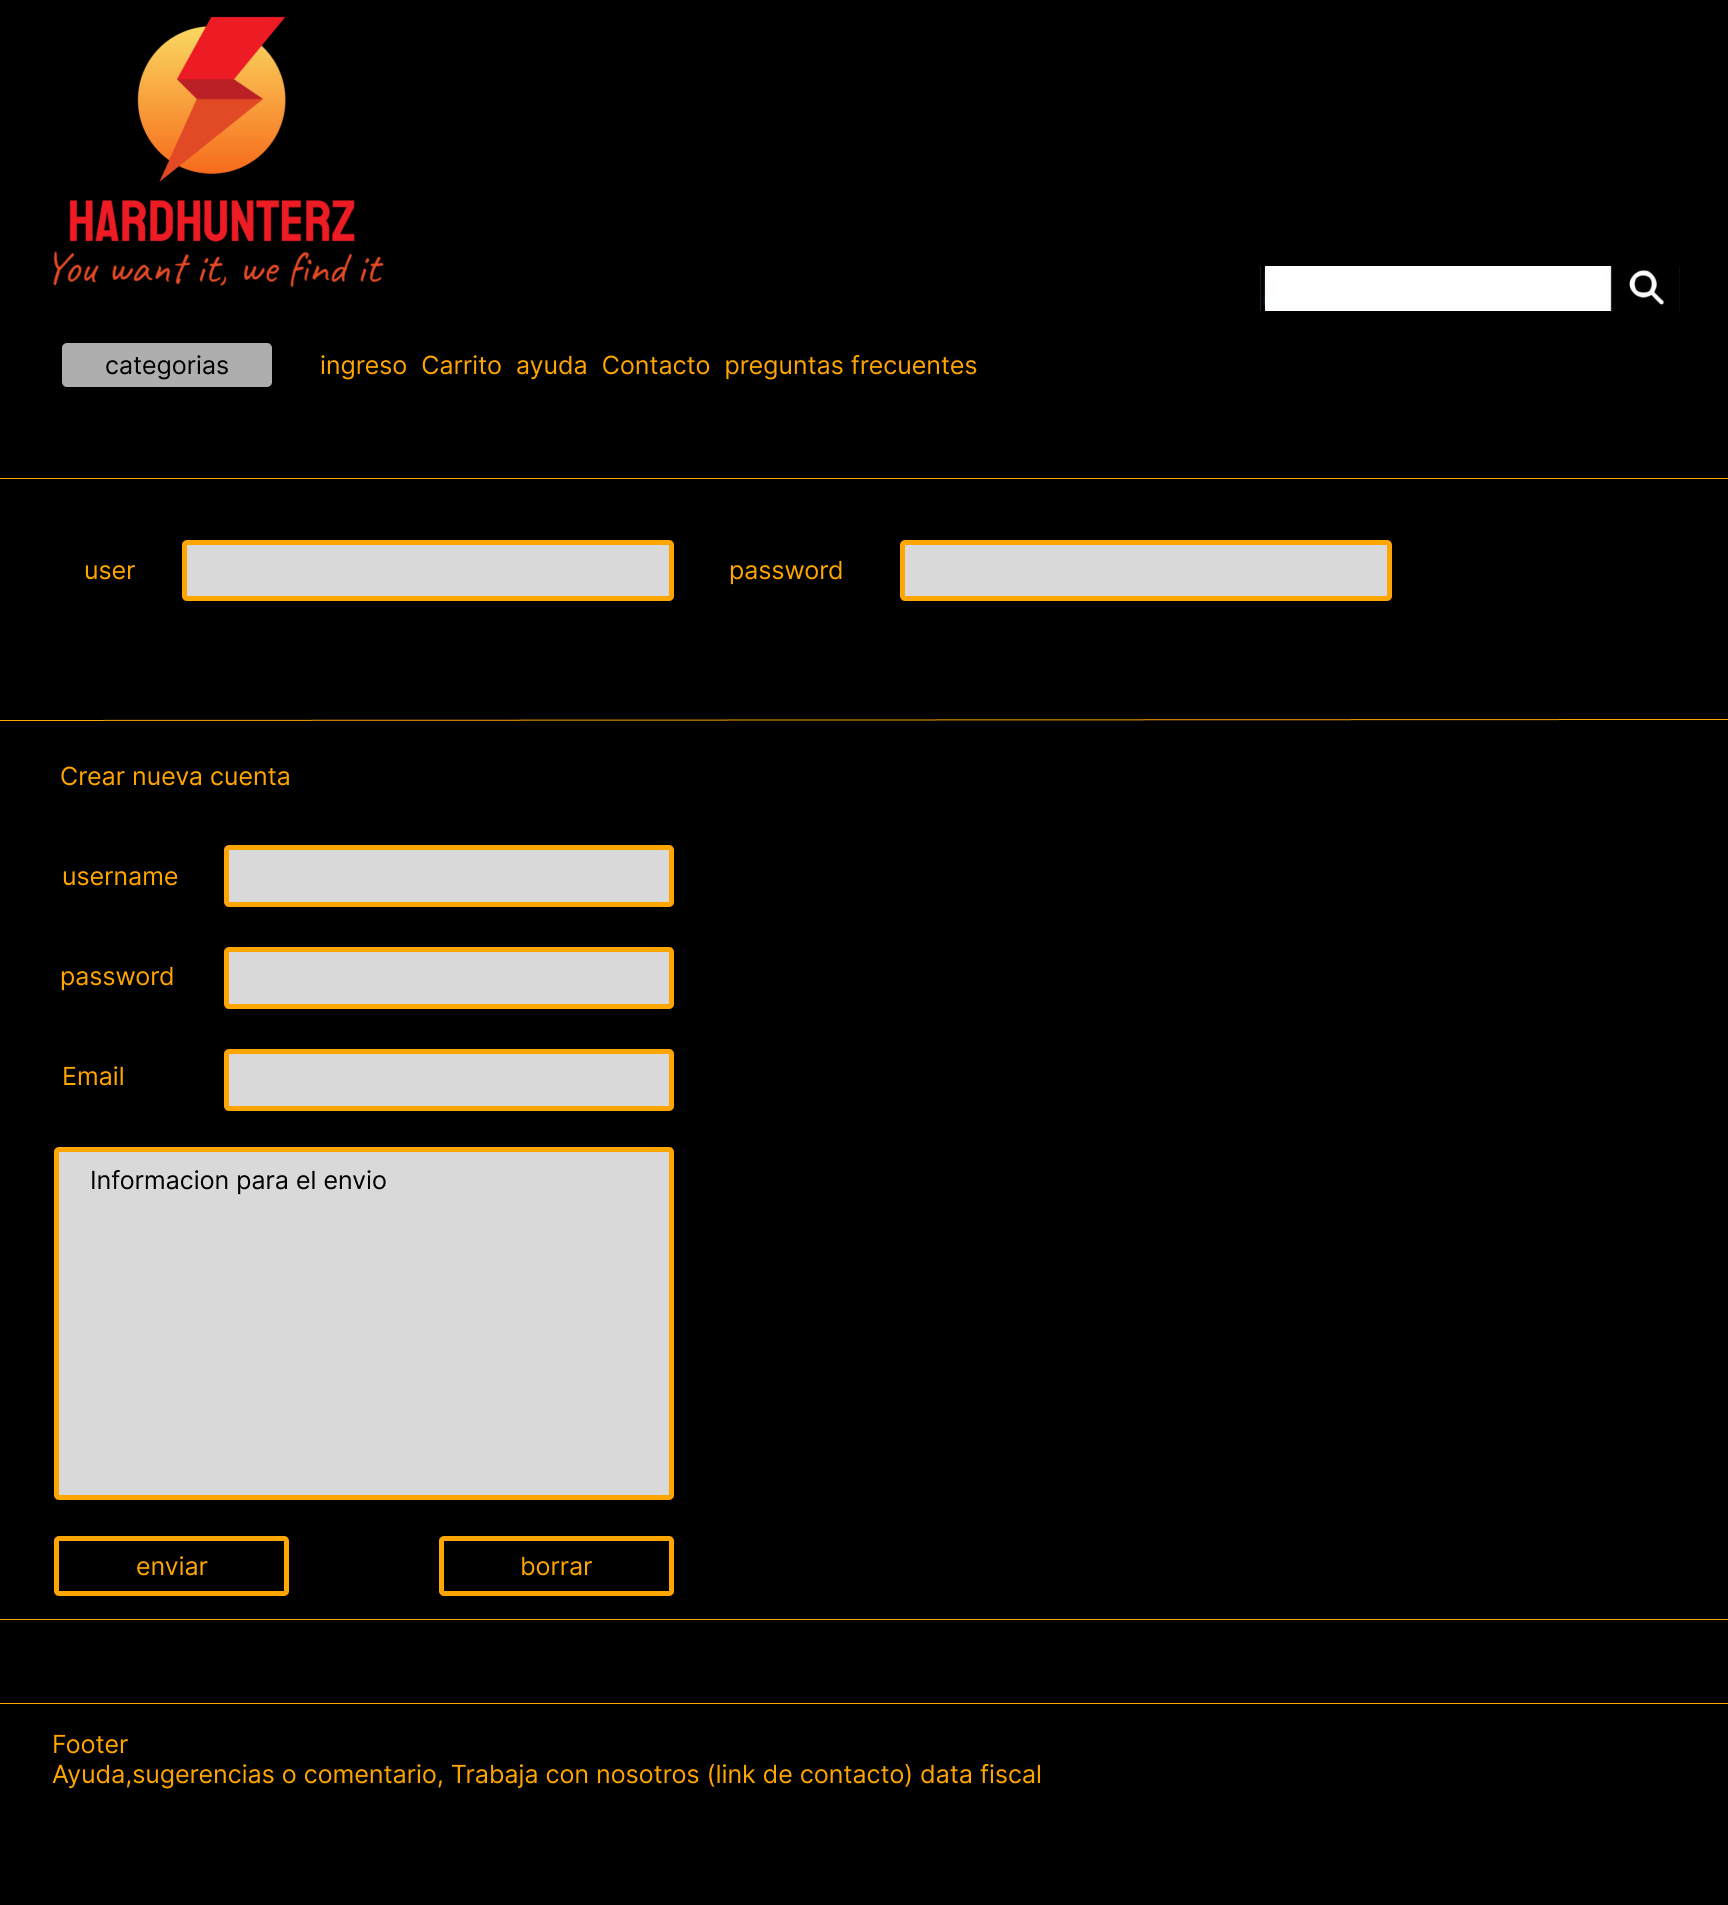 HARDHUNTERZ
You want it, we find it
categorias
ingreso Carrito ayuda Contacto preguntas frecuentes
user
password
Crear nueva cuenta
username
password
Email
Informacion para el envio
enviar
borrar
Footer
Ayuda,sugerencias o comentario, Trabaja con nosotros (link de contacto) data fiscal